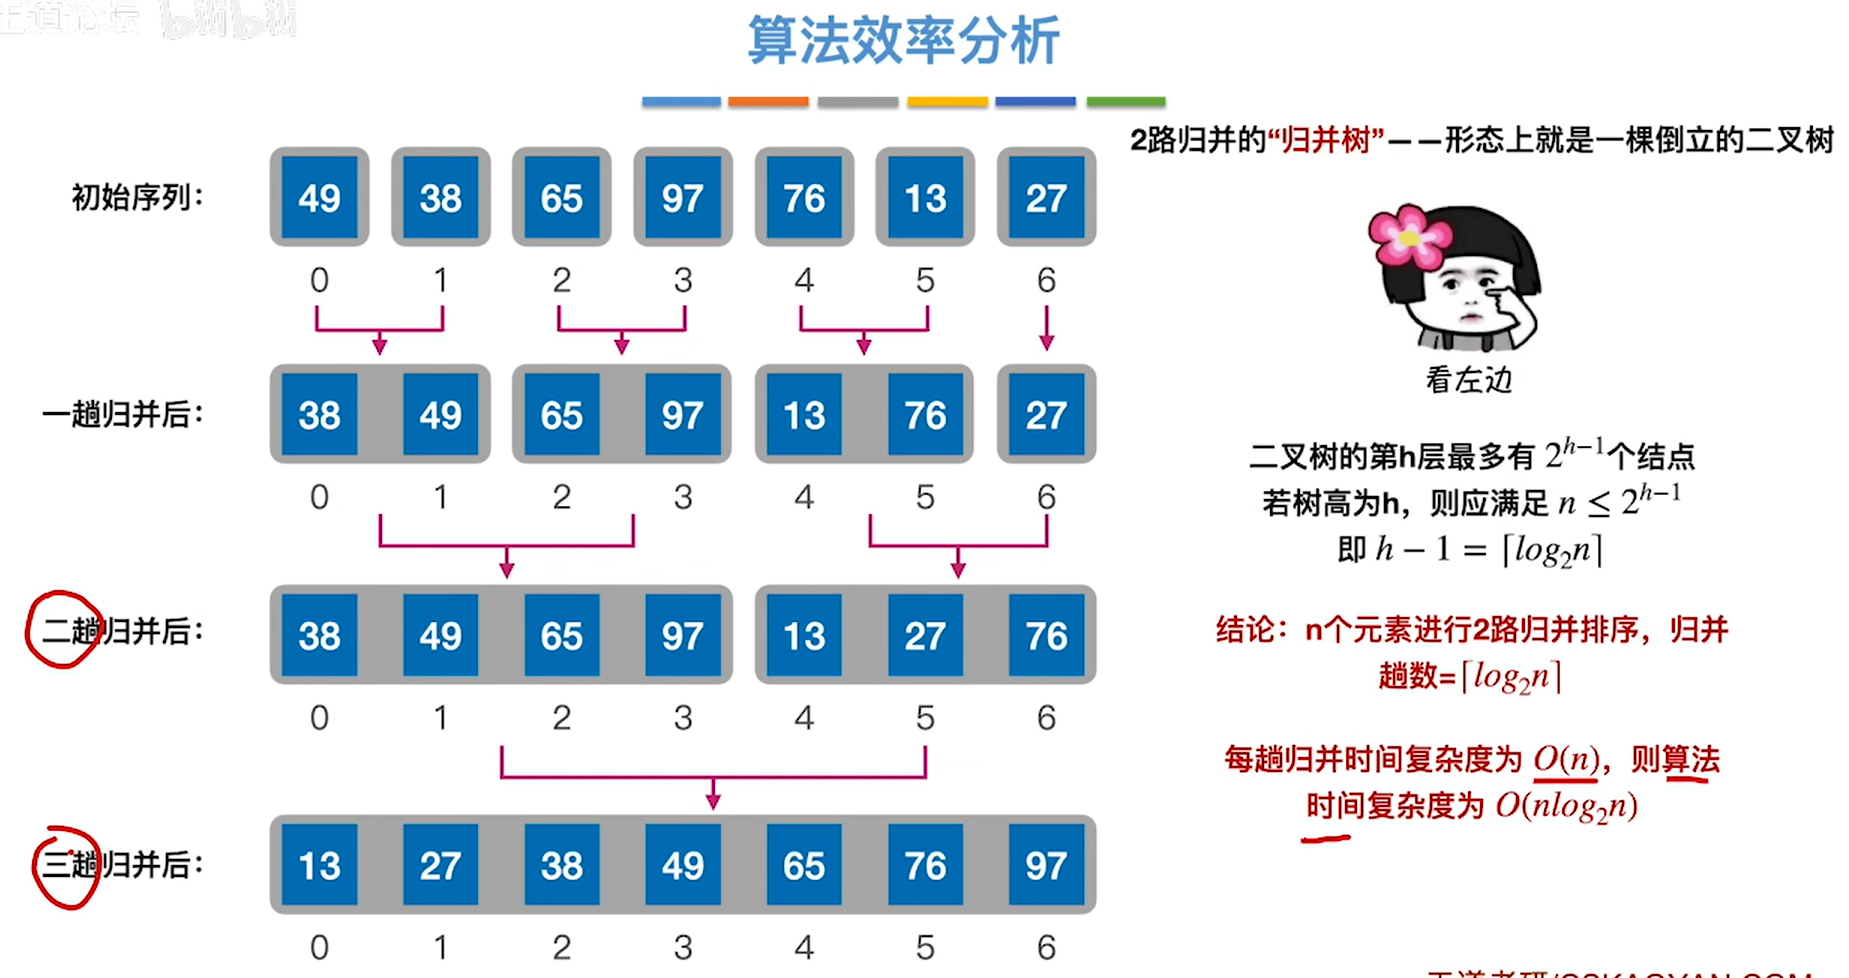 王道论坛 bilibili
算法效率分析
2路归并的“归并树”——形态上就是一棵倒立的二叉树
初始序列：
49 38 65 97 76 13 27
0 1 2 3 4 5 6
看左边
一趟归并后：
38 49 65 97 13 76 27
0 1 2 3 4 5 6
二叉树的第h层最多有 2^{h−1}个结点
若树高为h，则应满足 n ≤ 2^{h−1}
即 h − 1 = ⌈log₂n⌉
二趟归并后：
38 49 65 97 13 27 76
0 1 2 3 4 5 6
结论：n个元素进行2路归并排序，归并
趟数=⌈log₂n⌉
每趟归并时间复杂度为 O(n)，则算法
时间复杂度为 O(nlog₂n)
三趟归并后：
13 27 38 49 65 76 97
0 1 2 3 4 5 6
王道考研/CSKAOYAN.COM